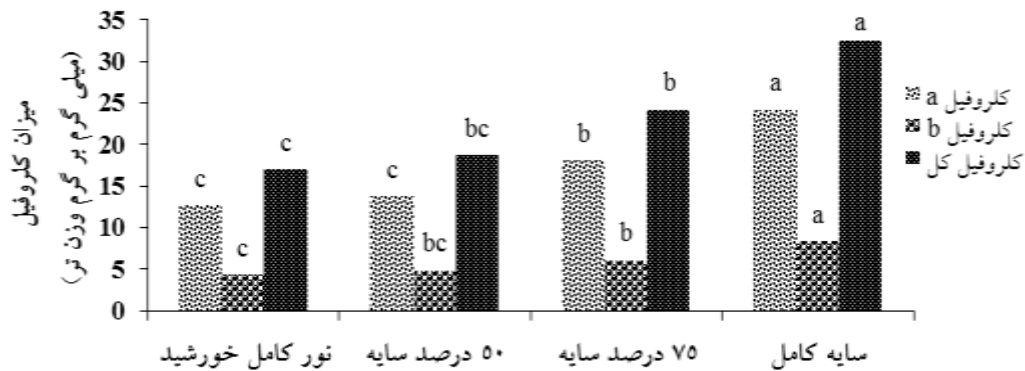 میزان کلروفیل
(میلی گرم بر گرم وزن تر)
35
30
25
20
15
10
5
0
c c c
b bc bc
b b b
a a a
نور کامل خورشید
۵۰ درصد سایه
۷۵ درصد سایه
سایه کامل
کلروفیل a
کلروفیل b
کلروفیل کل